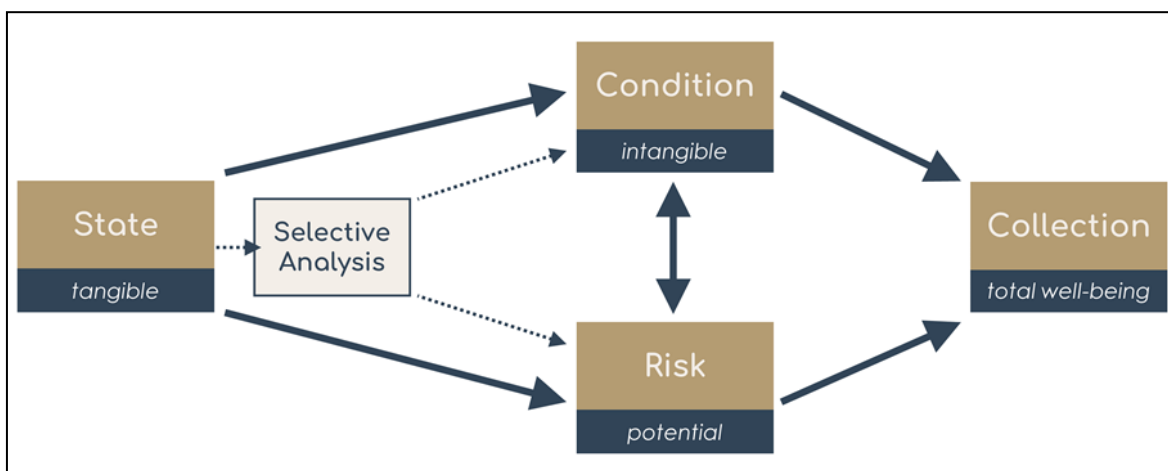 Condition
intangible
State
tangible
Selective
Analysis
Collection
total well-being
Risk
potential